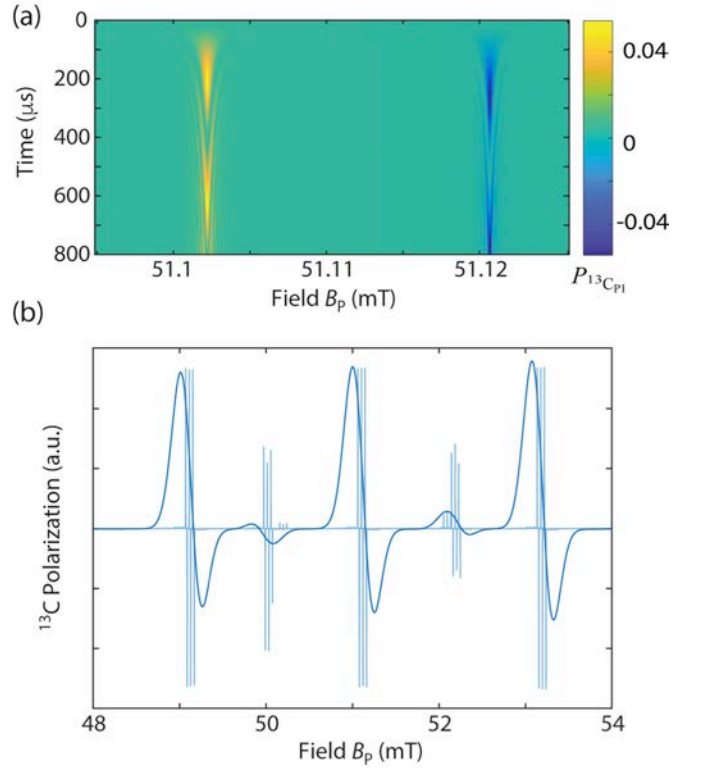 (a)
0
200
400
600
800
Time (μs)
51.1
51.11
51.12
Field B_P (mT)
0.04
0
-0.04
P_13C_P1
(b)
¹³C Polarization (a.u.)
48
50
52
54
Field B_P (mT)